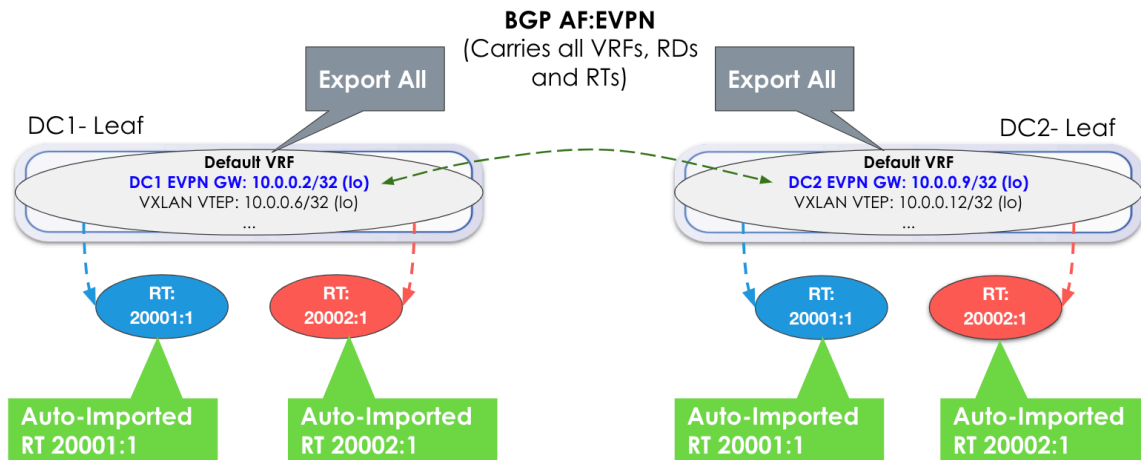 BGP AF:EVPN
(Carries all VRFs, RDs
and RTs)
Export All
Export All
DC1- Leaf
DC2- Leaf
Default VRF
DC1 EVPN GW: 10.0.0.2/32 (lo)
VXLAN VTEP: 10.0.0.6/32 (lo)
...
Default VRF
DC2 EVPN GW: 10.0.0.9/32 (lo)
VXLAN VTEP: 10.0.0.12/32 (lo)
...
RT:
20001:1
RT:
20002:1
RT:
20001:1
RT:
20002:1
Auto-Imported
RT 20001:1
Auto-Imported
RT 20002:1
Auto-Imported
RT 20001:1
Auto-Imported
RT 20002:1